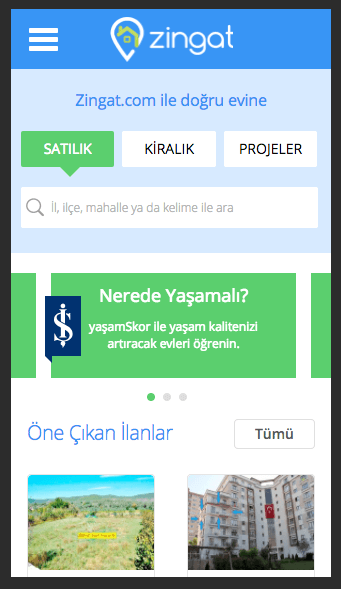 zingat
Zingat.com ile doğru evine
SATILIK
KİRALIK
PROJELER
İl, ilçe, mahalle ya da kelime ile ara
Nerede Yaşamalı?
yaşamSkor ile yaşam kalitenizi
artıracak evleri öğrenin.
Öne Çıkan İlanlar
Tümü